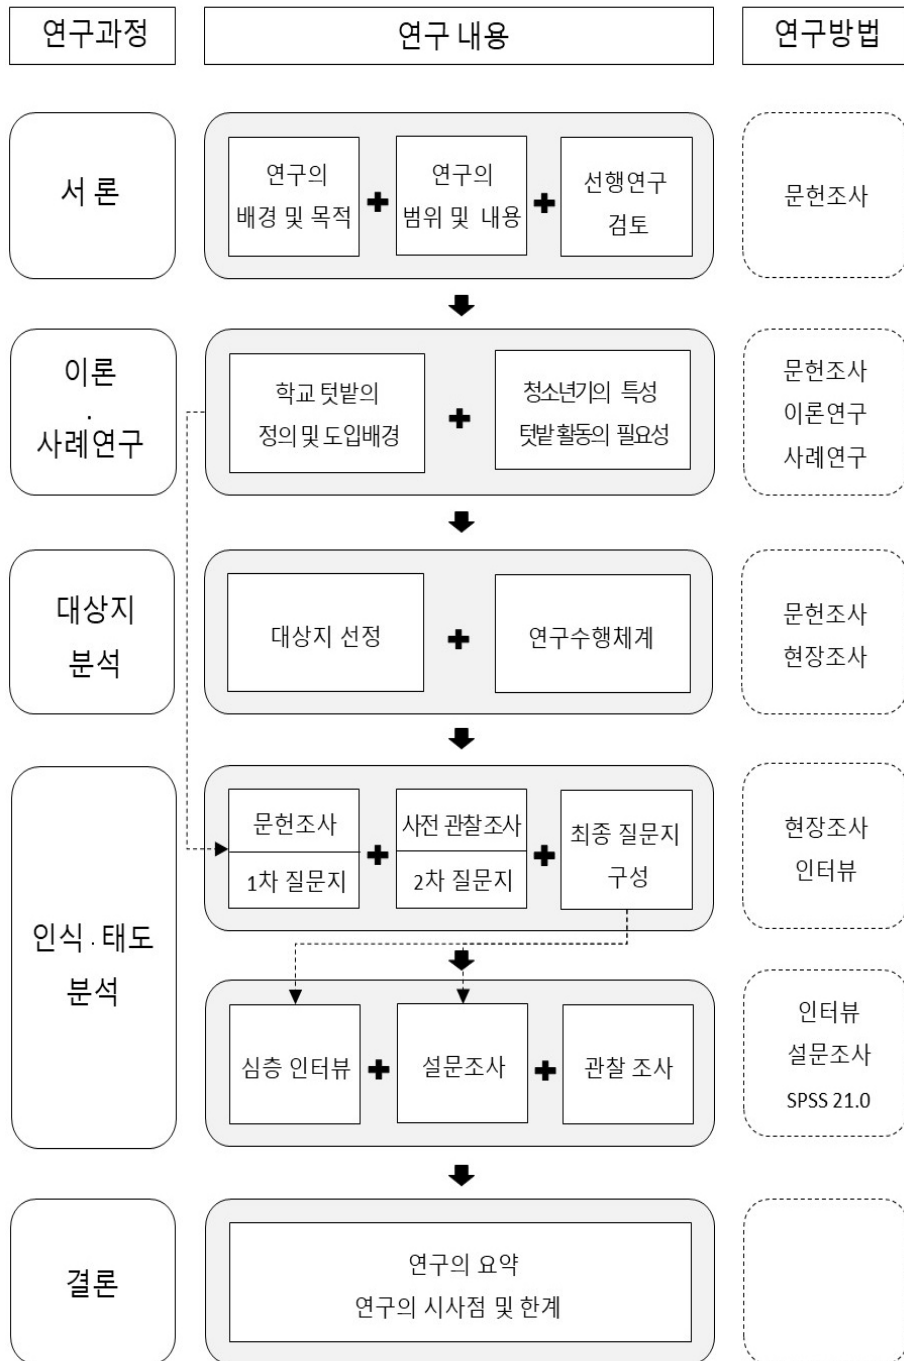 연구과정
연구 내용
연구방법
서 론
연구의
배경 및 목적
연구의
범위 및 내용
선행연구
검토
문헌조사
이론
.
사례연구
학교 텃밭의
정의 및 도입배경
청소년기의 특성
텃밭 활동의 필요성
문헌조사
이론연구
사례연구
대상지
분석
대상지 선정
연구수행체계
문헌조사
현장조사
인식 . 태도
분석
문헌조사
1차 질문지
사전 관찰 조사
2차 질문지
최종 질문지
구성
현장조사
인터뷰
심층 인터뷰
설문조사
관찰 조사
인터뷰
설문조사
SPSS 21.0
결론
연구의 요약
연구의 시사점 및 한계